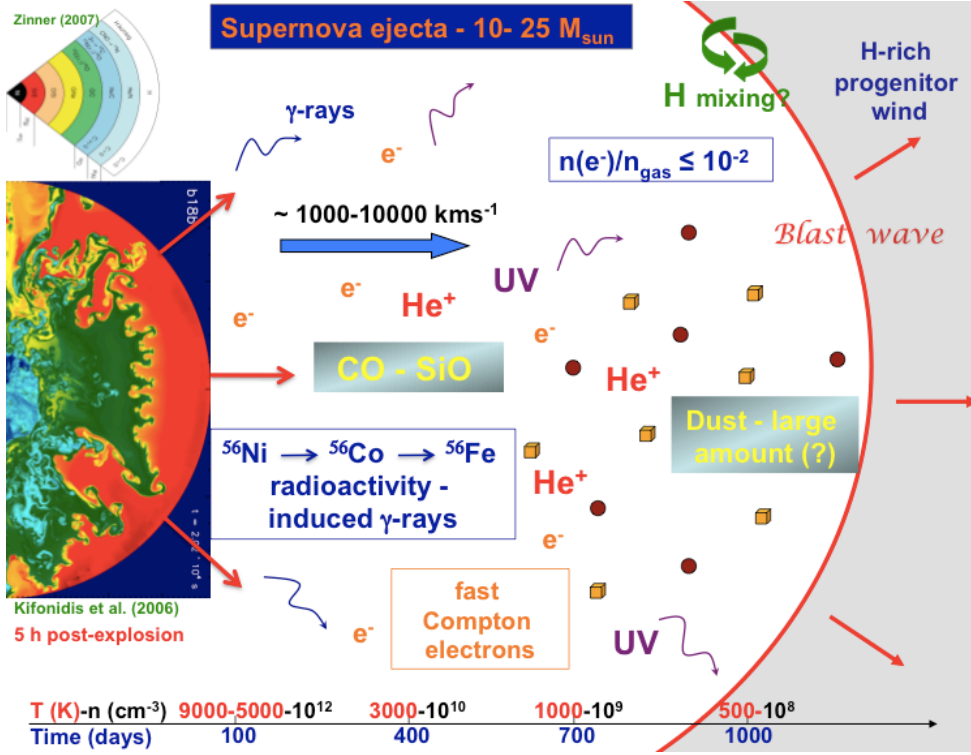 Zinner (2007)
Supernova ejecta - 10- 25 Msun
H mixing?
H-rich
progenitor
wind
γ-rays
e-
n(e-)/ngas ≤ 10-2
b18b
~ 1000-10000 kms-1
Blast wave
UV
e-
He+
e-
e-
CO - SiO
He+
Dust - large
amount (?)
56Ni → 56Co → 56Fe
radioactivity -
induced γ-rays
He+
e-
fast
Compton
electrons
Kifonidis et al. (2006)
5 h post-explosion
e-
UV
T (K)-n (cm-3) 9000-5000-1012 3000-1010 1000-109 500-108
Time (days) 100 400 700 1000